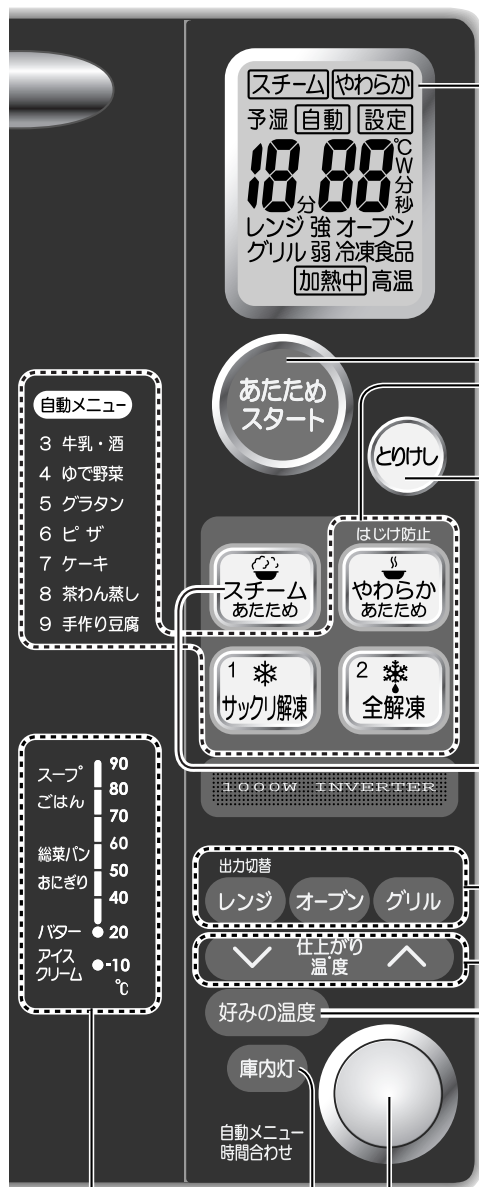 スチーム やわらか
予湿 自動 設定
18分88 ℃ W 分 秒
レンジ 強 オーブン
グリル 弱 冷凍食品
加熱中 高温
あたため
スタート
とりけし
自動メニュー
3 牛乳・酒
4 ゆで野菜
5 グラタン
6 ピザ
7 ケーキ
8 茶わん蒸し
9 手作り豆腐
はじけ防止
スチーム
あたため
やわらか
あたため
1
サックリ解凍
2
全解凍
1000W INVERTER
スープ
ごはん
総菜パン
おにぎり
バター
アイス
クリーム
90
80
70
60
50
40
20
-10
℃
出力切替
レンジ オーブン グリル
仕上がり
温度
好みの温度
庫内灯
自動メニュー
時間合わせ